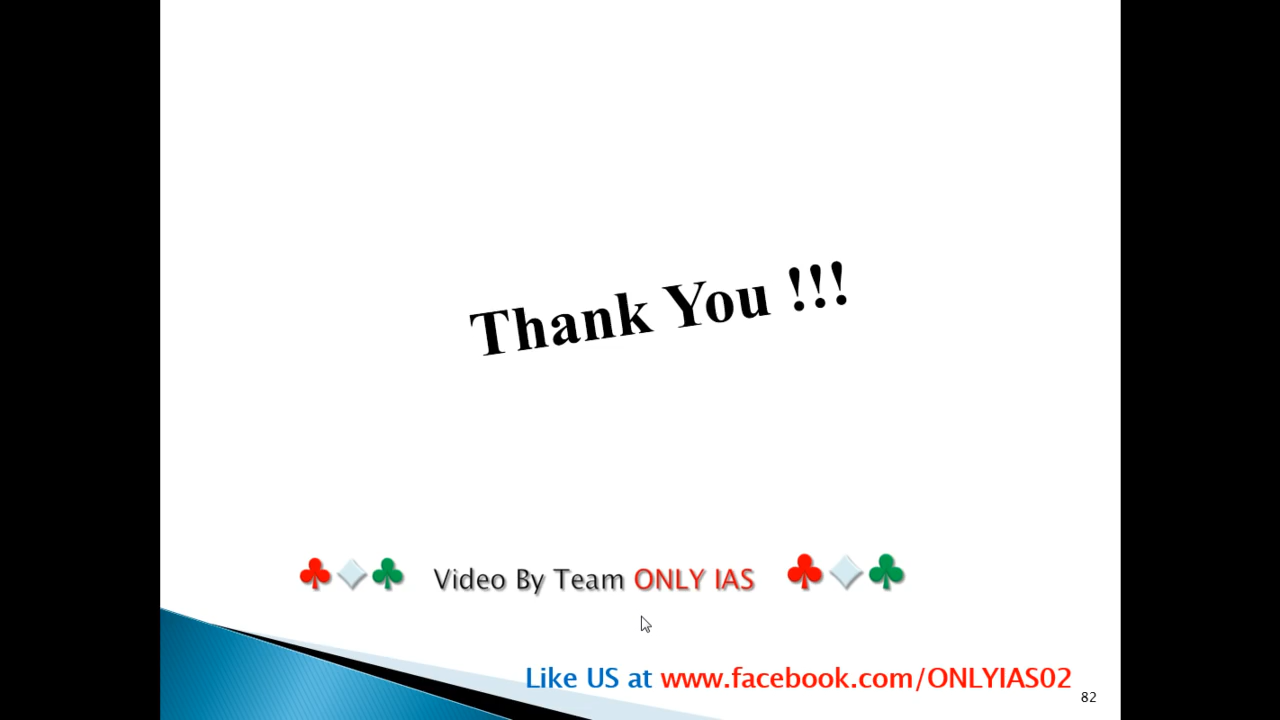 Thank You !!!
♣◆♣ Video By Team ONLY IAS ♣◆♣
Like US at www.facebook.com/ONLYIAS02
82